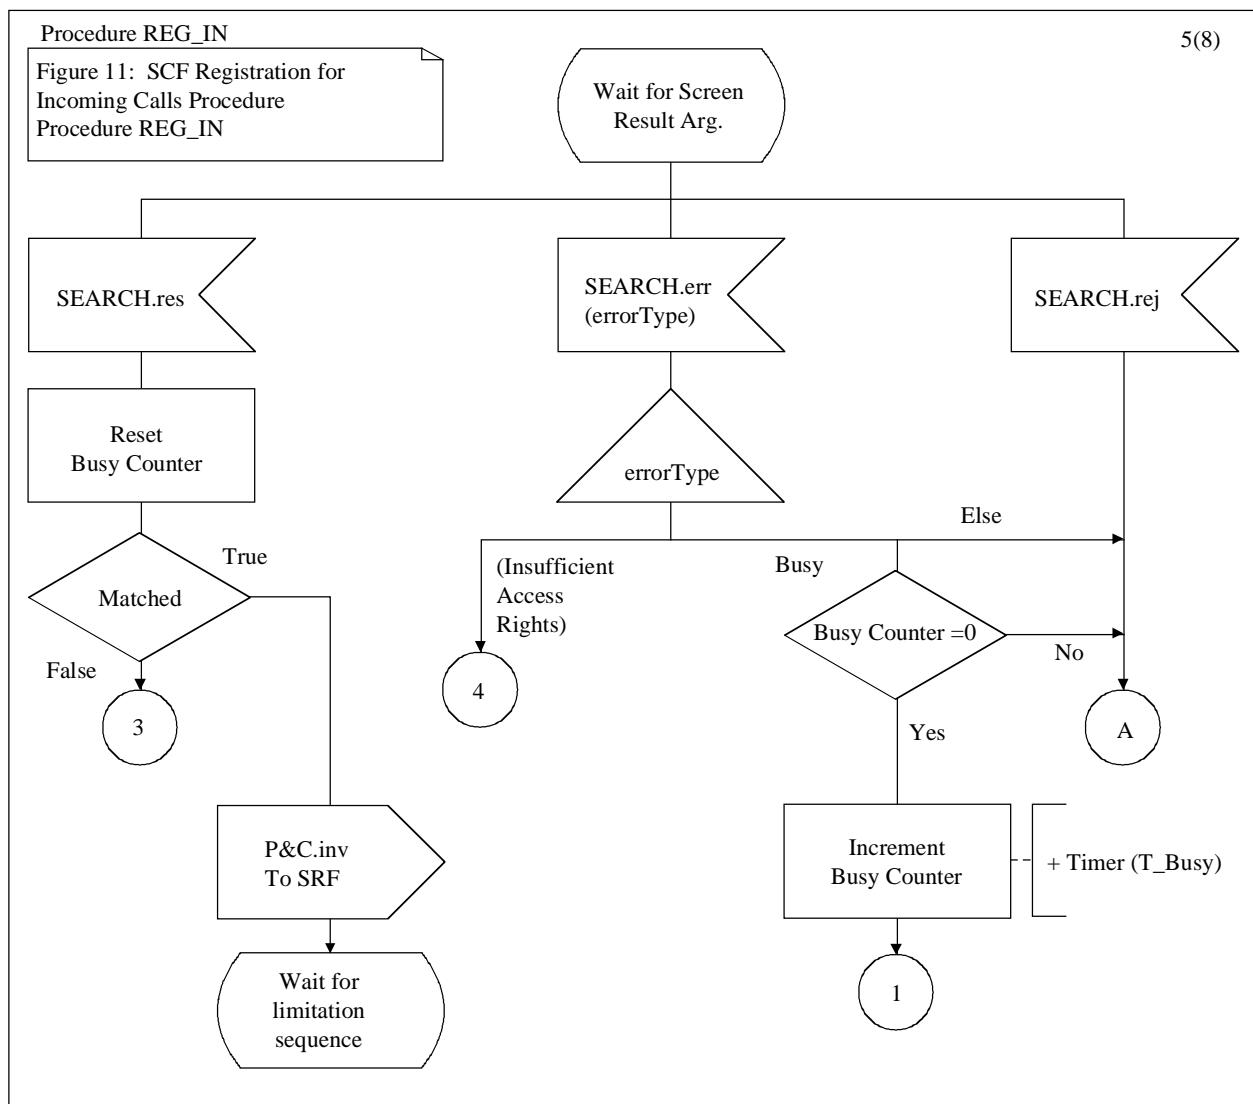 Procedure REG_IN
5(8)
Figure 11: SCF Registration for
Incoming Calls Procedure
Procedure REG_IN
Wait for Screen
Result Arg.
SEARCH.res
SEARCH.err
(errorType)
SEARCH.rej
Reset
Busy Counter
errorType
Else
True
(Insufficient
Access
Rights)
Busy
Matched
Busy Counter =0
No
False
4
3
A
Yes
P&C.inv
To SRF
Increment
Busy Counter
+ Timer (T_Busy)
Wait for
limitation
sequence
1